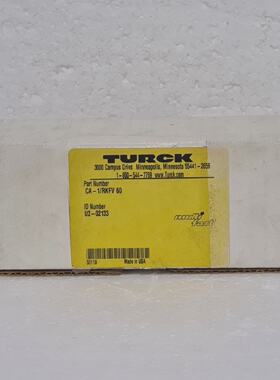 TURCK
3000 Campus Drive Minneapolis, Minnesota 55441-2656
1-800-544-7769 www.Turck.com
Part Number
CA-1/RKFV 60
ID Number
U2-02133
Made in USA